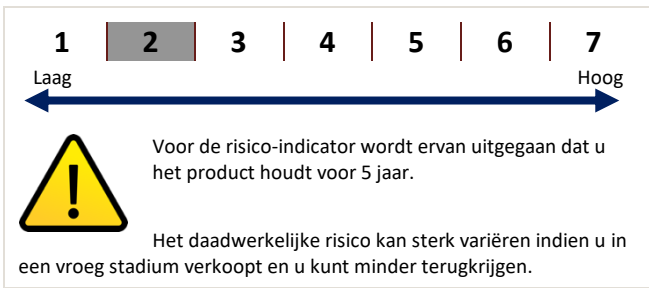 1 2 3 4 5 6 7
Laag Hoog
Voor de risico-indicator wordt ervan uitgegaan dat u
het product houdt voor 5 jaar.
Het daadwerkelijke risico kan sterk variëren indien u in
een vroeg stadium verkoopt en u kunt minder terugkrijgen.